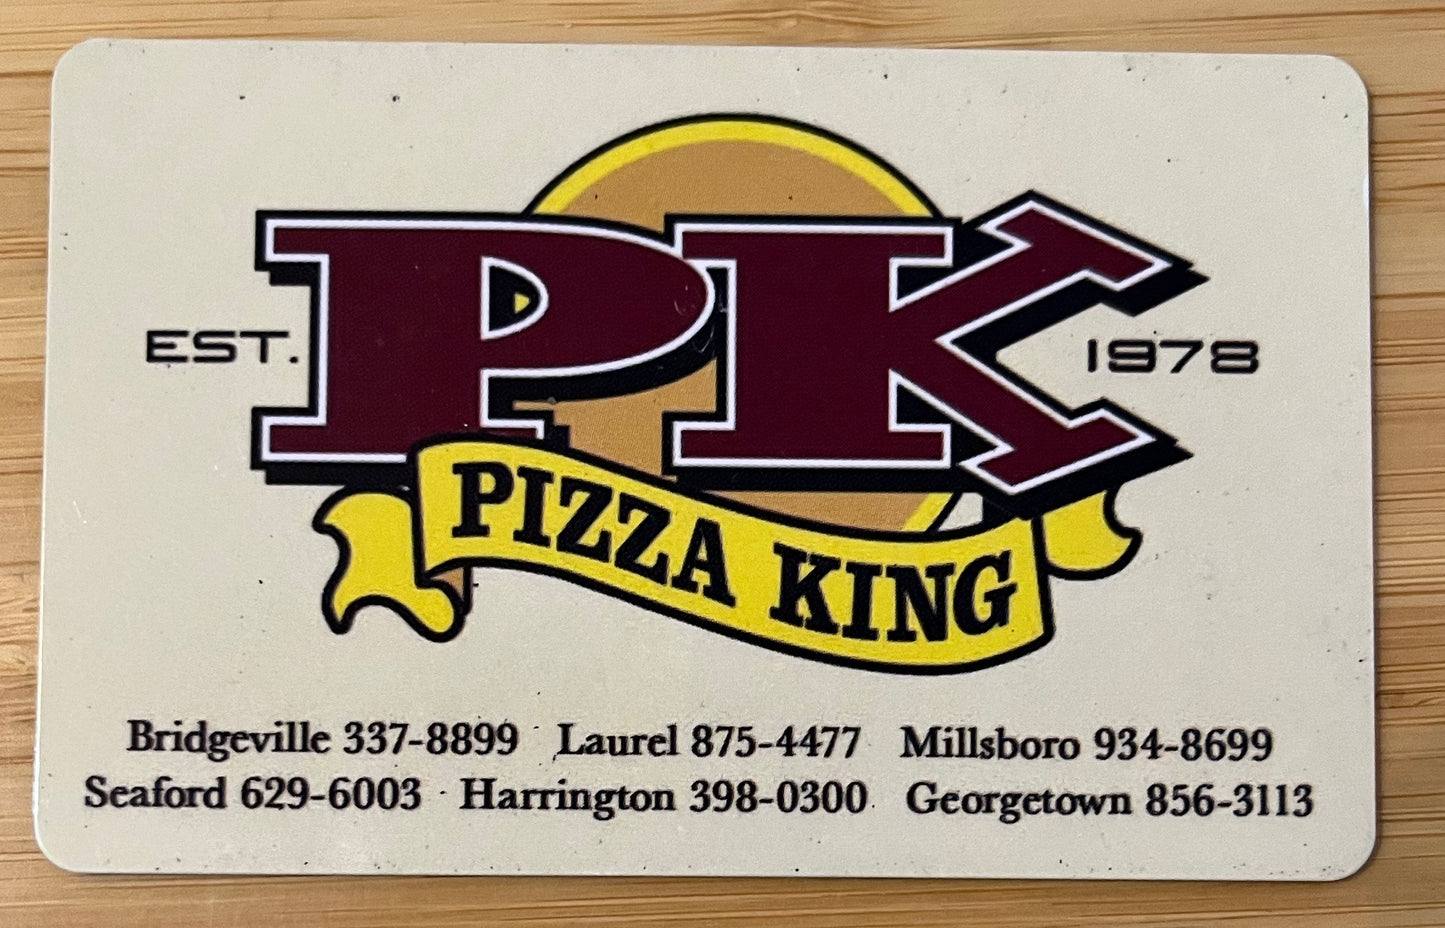 PK
EST. 1978
PIZZA KING
Bridgeville 337-8899 Laurel 875-4477 Millsboro 934-8699
Seaford 629-6003 Harrington 398-0300 Georgetown 856-3113